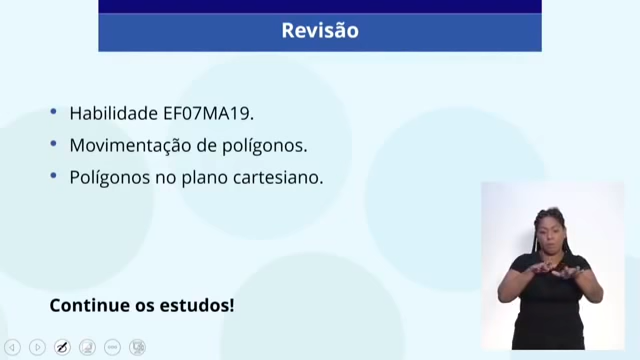 Revisão
• Habilidade EF07MA19.
• Movimentação de polígonos.
• Polígonos no plano cartesiano.
Continue os estudos!